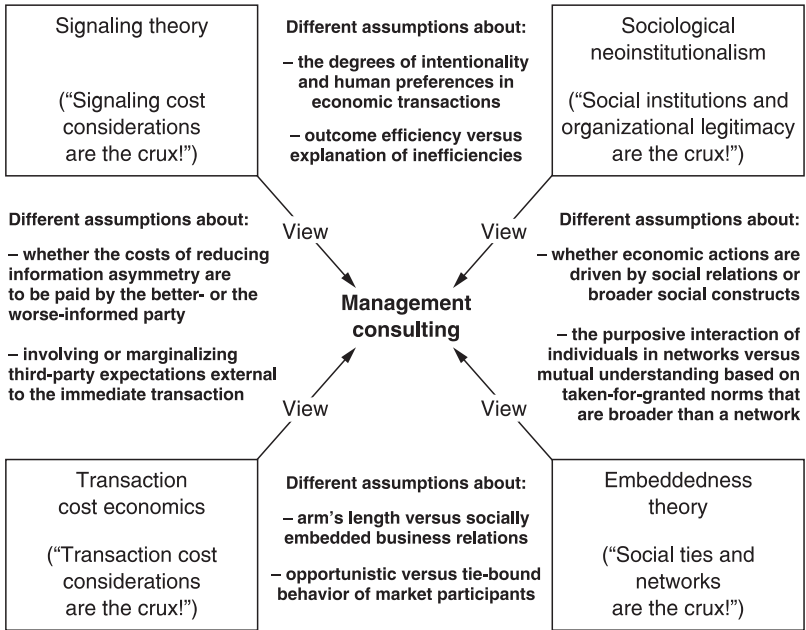 Signaling theory
(“Signaling cost
considerations
are the crux!”)
Different assumptions about:
– the degrees of intentionality
and human preferences in
economic transactions
– outcome efficiency versus
explanation of inefficiencies
Sociological
neoinstitutionalism
(“Social institutions and
organizational legitimacy
are the crux!”)
View
View
Different assumptions about:
– whether the costs of reducing
information asymmetry are
to be paid by the better- or the
worse-informed party
– involving or marginalizing
third-party expectations external
to the immediate transaction
Management
consulting
Different assumptions about:
– whether economic actions are
driven by social relations or
broader social constructs
– the purposive interaction of
individuals in networks versus
mutual understanding based on
taken-for-granted norms that
are broader than a network
View
View
Transaction
cost economics
(“Transaction cost
considerations
are the crux!”)
Different assumptions about:
– arm’s length versus socially
embedded business relations
– opportunistic versus tie-bound
behavior of market participants
Embeddedness
theory
(“Social ties and
networks
are the crux!”)